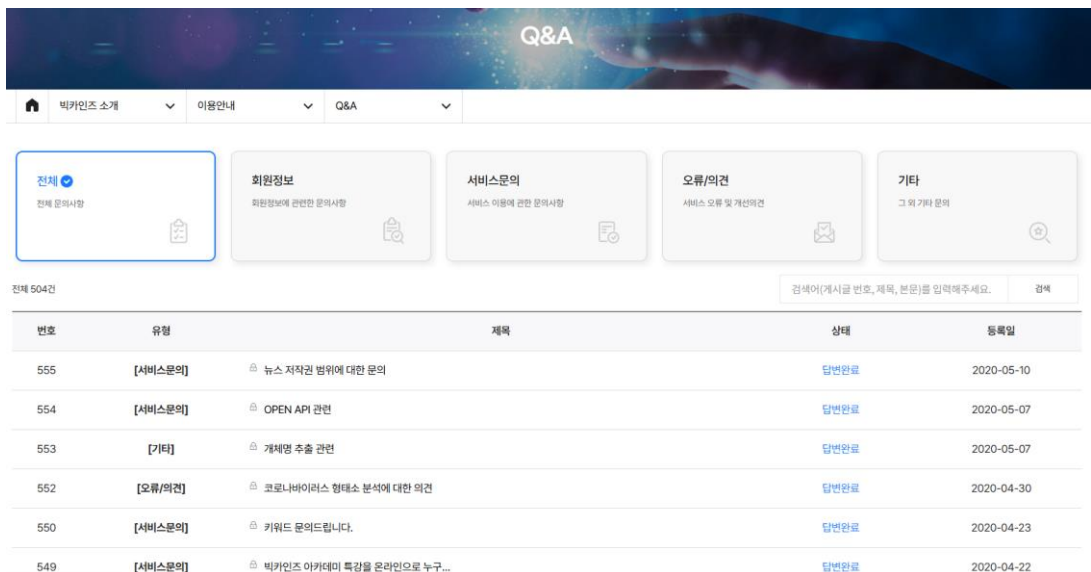 Q&A
빅카인즈 소개 이용안내 Q&A
전체 회원정보 서비스문의 오류/의견 기타
전체 문의사항 회원정보에 관련한 문의사항 서비스 이용에 관한 문의사항 서비스 오류 및 개선의견 그 외 기타 문의
전체 504건 검색어(게시글 번호, 제목, 본문)를 입력해주세요. 검색
번호 유형 제목 상태 등록일
555 [서비스문의] 뉴스 저작권 범위에 대한 문의 답변완료 2020-05-10
554 [서비스문의] OPEN API 관련 답변완료 2020-05-07
553 [기타] 개체명 추출 관련 답변완료 2020-05-07
552 [오류/의견] 코로나바이러스 형태소 분석에 대한 의견 답변완료 2020-04-30
550 [서비스문의] 키워드 문의드립니다. 답변완료 2020-04-23
549 [서비스문의] 빅카인즈 아카데미 특강을 온라인으로 누구... 답변완료 2020-04-22